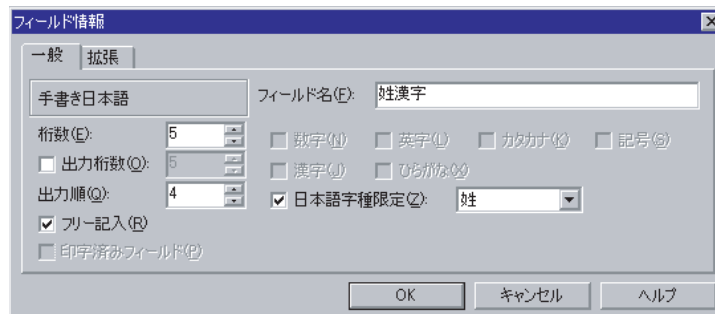 フィールド情報
一般 拡張
手書き日本語
フィールド名(F): 姓漢字
桁数(E): 5
出力桁数(O): 5
出力順(Q): 4
フリー記入(R)
印字済みフィールド(P)
数字(N) 英字(L) カタカナ(K) 記号(S)
漢字(J) ひらがな(X)
日本語字種限定(Z): 姓
OK キャンセル ヘルプ